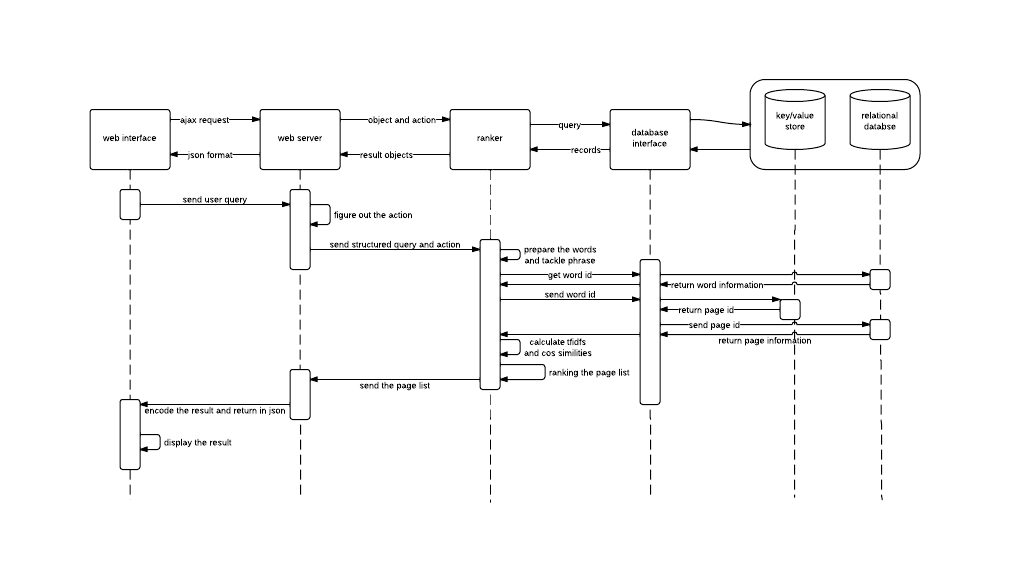 ajax request
object and action
web interface
web server
ranker
query
database
interface
key/value
store
relational
databse
json format
result objects
records
send user query
figure out the action
send structured query and action
prepare the words
and tackle phrase
get word id
return word information
send word id
return page id
send page id
return page information
calculate tfidfs
and cos similities
ranking the page list
send the page list
encode the result and return in json
display the result